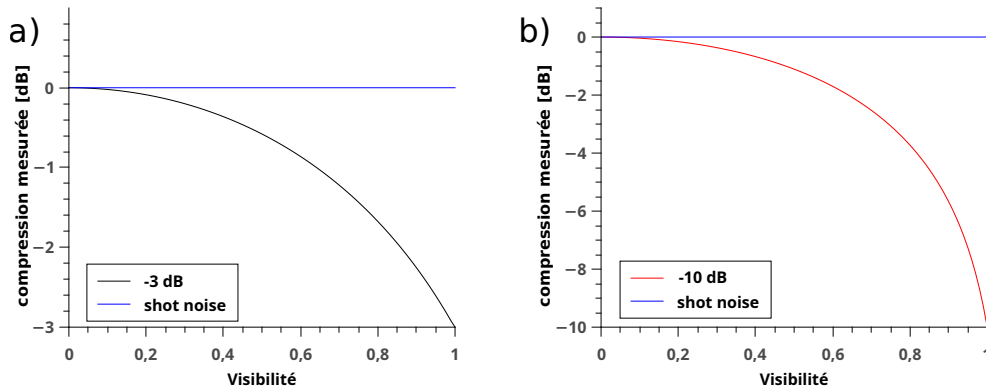 a)
compression mesurée [dB]
0
−1
−2
−3
-3 dB
shot noise
0
0,2
0,4
0,6
0,8
1
Visibilité
b)
compression mesurée [dB]
0
−2
−4
−6
−8
−10
-10 dB
shot noise
0
0,2
0,4
0,6
0,8
1
Visibilité